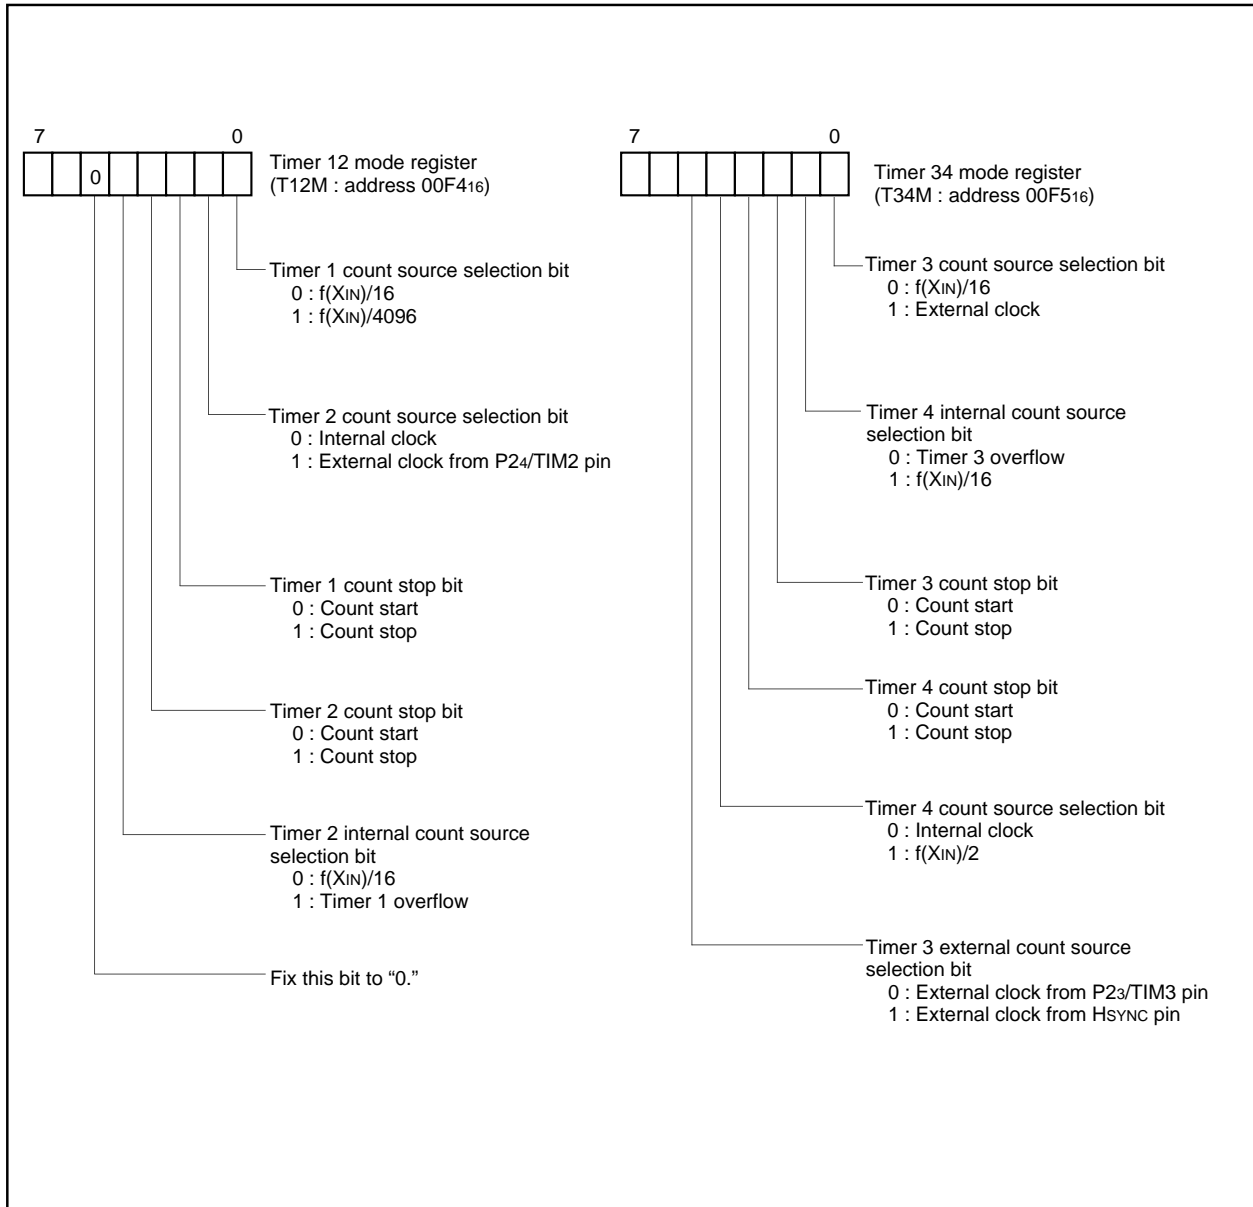 7 0
0
Timer 12 mode register
(T12M : address 00F416)
Timer 1 count source selection bit
0 : f(XIN)/16
1 : f(XIN)/4096
Timer 2 count source selection bit
0 : Internal clock
1 : External clock from P24/TIM2 pin
Timer 1 count stop bit
0 : Count start
1 : Count stop
Timer 2 count stop bit
0 : Count start
1 : Count stop
Timer 2 internal count source
selection bit
0 : f(XIN)/16
1 : Timer 1 overflow
Fix this bit to “0.”
7 0
Timer 34 mode register
(T34M : address 00F516)
Timer 3 count source selection bit
0 : f(XIN)/16
1 : External clock
Timer 4 internal count source
selection bit
0 : Timer 3 overflow
1 : f(XIN)/16
Timer 3 count stop bit
0 : Count start
1 : Count stop
Timer 4 count stop bit
0 : Count start
1 : Count stop
Timer 4 count source selection bit
0 : Internal clock
1 : f(XIN)/2
Timer 3 external count source
selection bit
0 : External clock from P23/TIM3 pin
1 : External clock from HSYNC pin